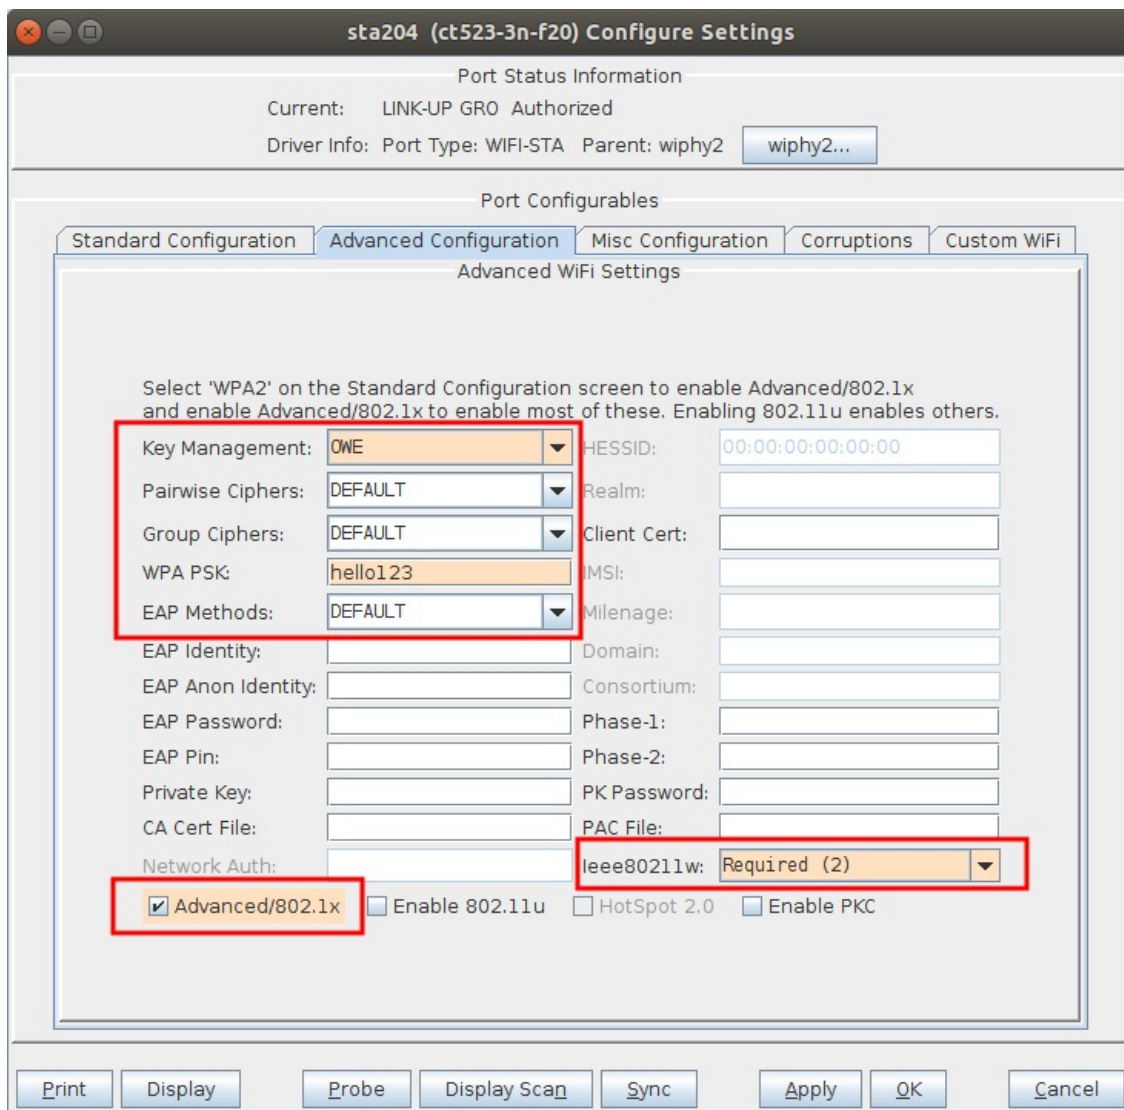 sta204 (ct523-3n-f20) Configure Settings
Port Status Information
Current: LINK-UP GRO Authorized
Driver Info: Port Type: WIFI-STA Parent: wiphy2 wiphy2...
Port Configurables
Standard Configuration Advanced Configuration Misc Configuration Corruptions Custom WiFi
Advanced WiFi Settings
Select 'WPA2' on the Standard Configuration screen to enable Advanced/802.1x
and enable Advanced/802.1x to enable most of these. Enabling 802.11u enables others.
Key Management: OWE HESSID: 00:00:00:00:00:00
Pairwise Ciphers: DEFAULT Realm:
Group Ciphers: DEFAULT Client Cert:
WPA PSK: hello123 IMSI:
EAP Methods: DEFAULT Milenage:
EAP Identity: Domain:
EAP Anon Identity: Consortium:
EAP Password: Phase-1:
EAP Pin: Phase-2:
Private Key: PK Password:
CA Cert File: PAC File:
Network Auth: Ieee80211w: Required (2)
Advanced/802.1x Enable 802.11u HotSpot 2.0 Enable PKC
Print Display Probe Display Scan Sync Apply OK Cancel